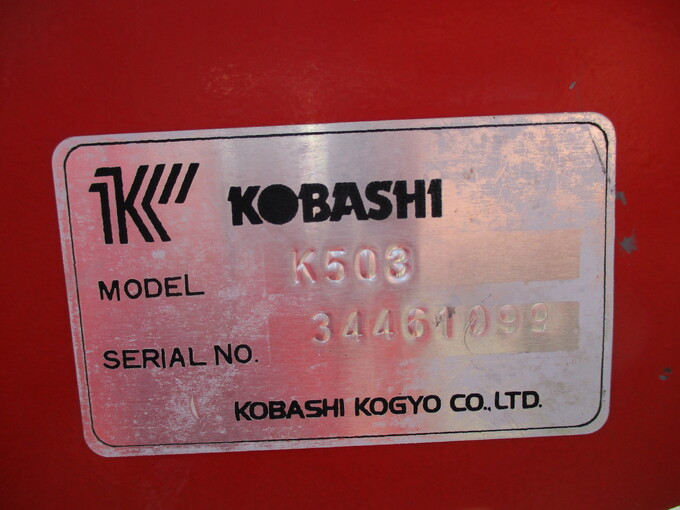 KOBASHI
MODEL K503
SERIAL NO. 34461099
KOBASHI KOGYO CO., LTD.